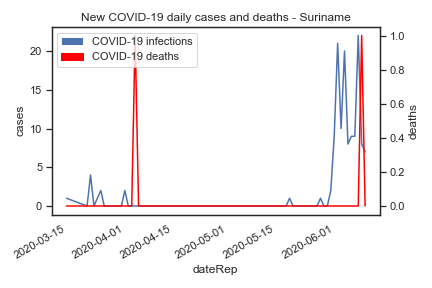 New COVID-19 daily cases and deaths - Suriname
COVID-19 infections
COVID-19 deaths
cases
20
15
10
5
0
deaths
1.0
0.8
0.6
0.4
0.2
0.0
2020-03-15
2020-04-01
2020-04-15
2020-05-01
2020-05-15
2020-06-01
dateRep